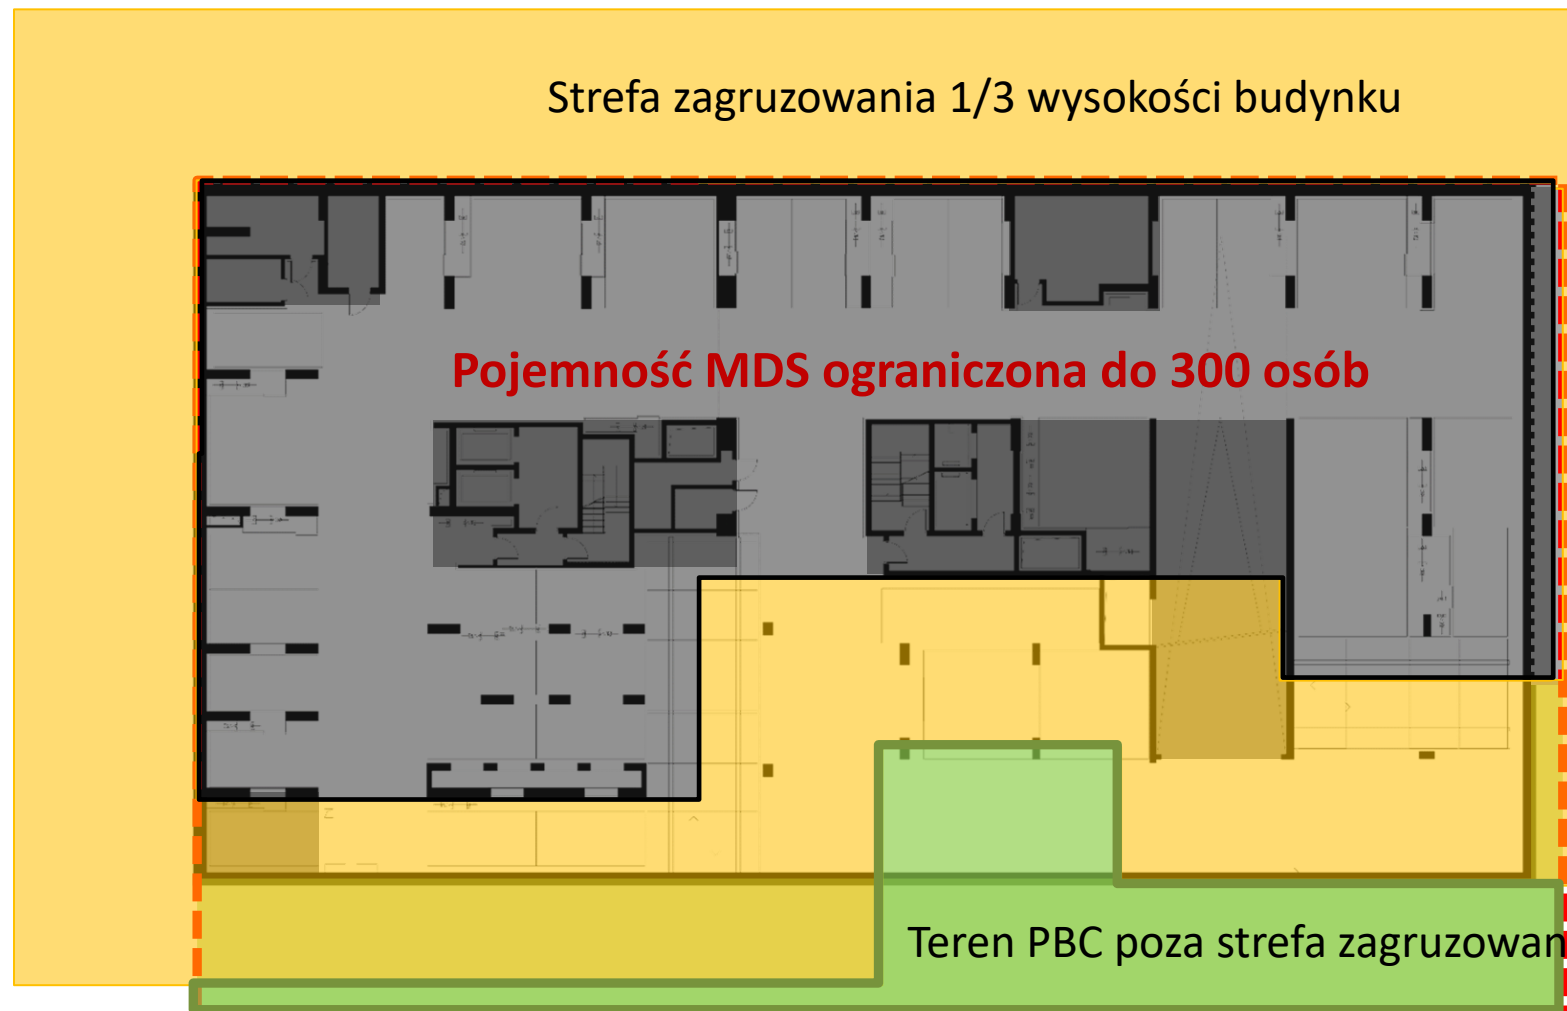 Strefa zagruzowania 1/3 wysokości budynku
Pojemność MDS ograniczona do 300 osób
Teren PBC poza strefa zagruzowan